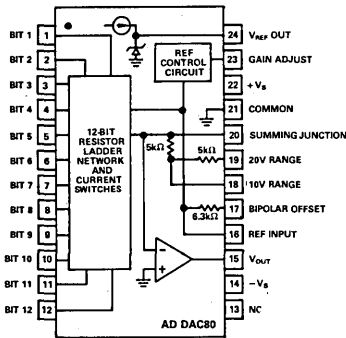 BIT 1 1
BIT 2 2
BIT 3 3
BIT 4 4
BIT 5 5
BIT 6 6
BIT 7 7
BIT 8 8
BIT 9 9
BIT 10 10
BIT 11 11
BIT 12 12
12-BIT
RESISTOR
LADDER
NETWORK
AND
CURRENT
SWITCHES
REF
CONTROL
CIRCUIT
5kΩ
5kΩ
6.3kΩ
−
+
24 VREF OUT
23 GAIN ADJUST
22 +VS
21 COMMON
20 SUMMING JUNCTION
19 20V RANGE
18 10V RANGE
17 BIPOLAR OFFSET
16 REF INPUT
15 VOUT
14 −VS
13 NC
AD DAC80